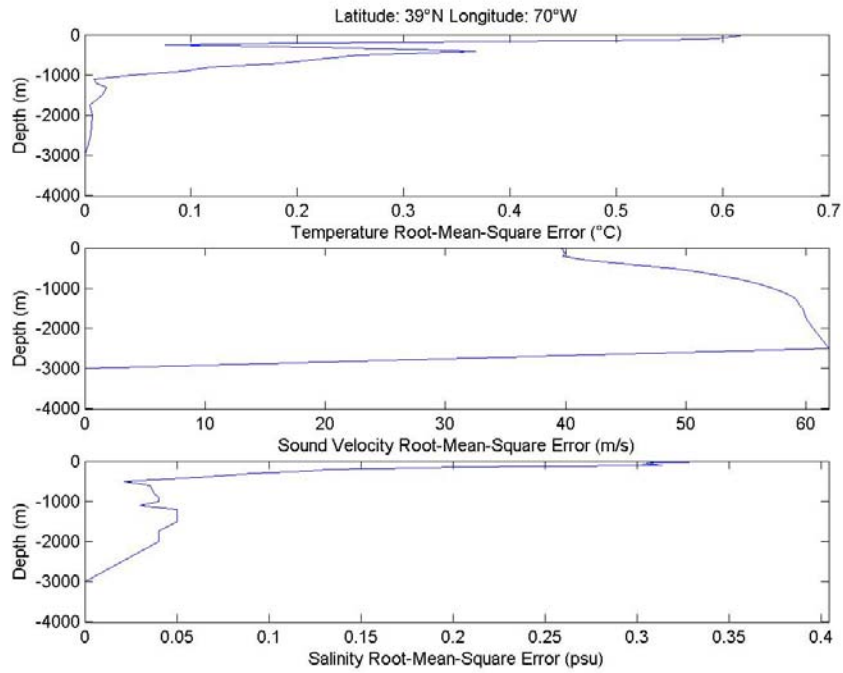 Latitude: 39°N Longitude: 70°W
0
-1000
-2000
-3000
-4000
Depth (m)
0 0.1 0.2 0.3 0.4 0.5 0.6 0.7
Temperature Root-Mean-Square Error (°C)
0
-1000
-2000
-3000
-4000
Depth (m)
0 10 20 30 40 50 60
Sound Velocity Root-Mean-Square Error (m/s)
0
-1000
-2000
-3000
-4000
Depth (m)
0 0.05 0.1 0.15 0.2 0.25 0.3 0.35 0.4
Salinity Root-Mean-Square Error (psu)